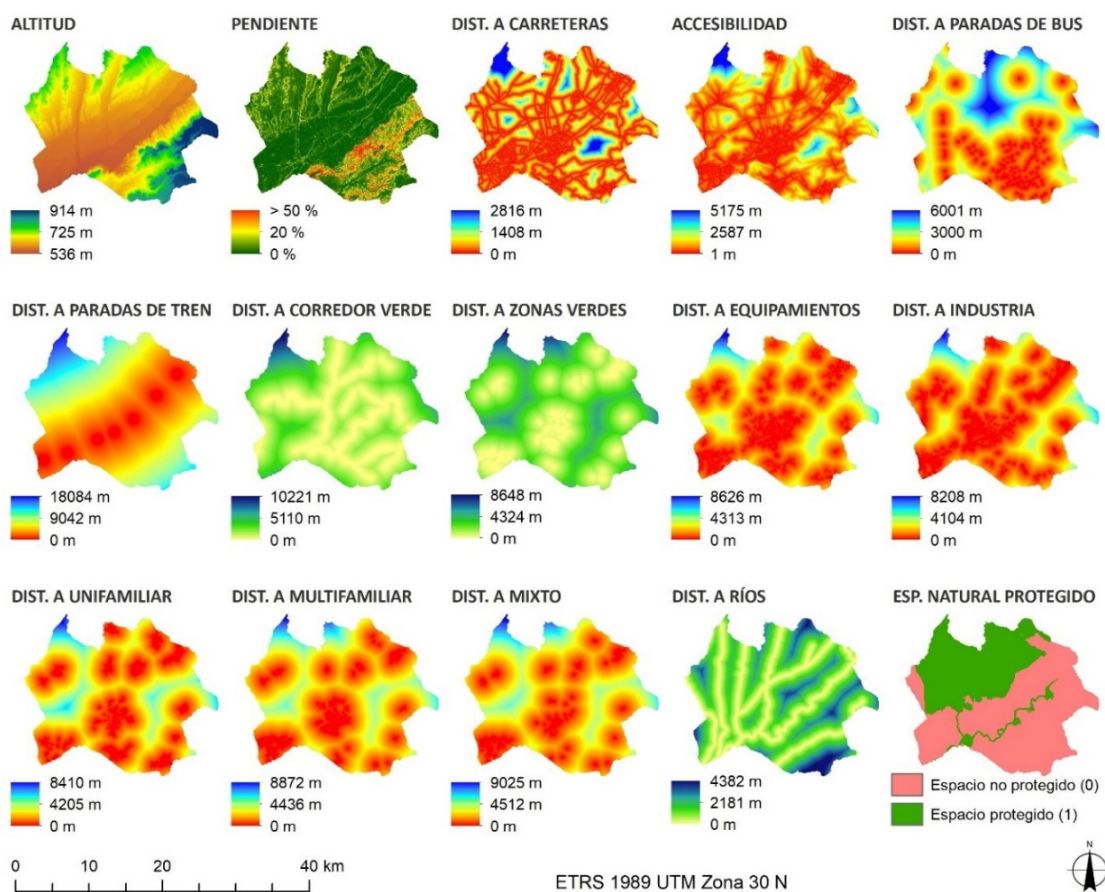 ALTITUD
914 m
725 m
536 m
PENDIENTE
> 50 %
20 %
0 %
DIST. A CARRETERAS
2816 m
1408 m
0 m
ACCESIBILIDAD
5175 m
2587 m
1 m
DIST. A PARADAS DE BUS
6001 m
3000 m
0 m
DIST. A PARADAS DE TREN
18084 m
9042 m
0 m
DIST. A CORREDOR VERDE
10221 m
5110 m
0 m
DIST. A ZONAS VERDES
8648 m
4324 m
0 m
DIST. A EQUIPAMIENTOS
8626 m
4313 m
0 m
DIST. A INDUSTRIA
8208 m
4104 m
0 m
DIST. A UNIFAMILIAR
8410 m
4205 m
0 m
DIST. A MULTIFAMILIAR
8872 m
4436 m
0 m
DIST. A MIXTO
9025 m
4512 m
0 m
DIST. A RÍOS
4382 m
2181 m
0 m
ESP. NATURAL PROTEGIDO
Espacio no protegido (0)
Espacio protegido (1)
0 10 20 40 km
ETRS 1989 UTM Zona 30 N
N